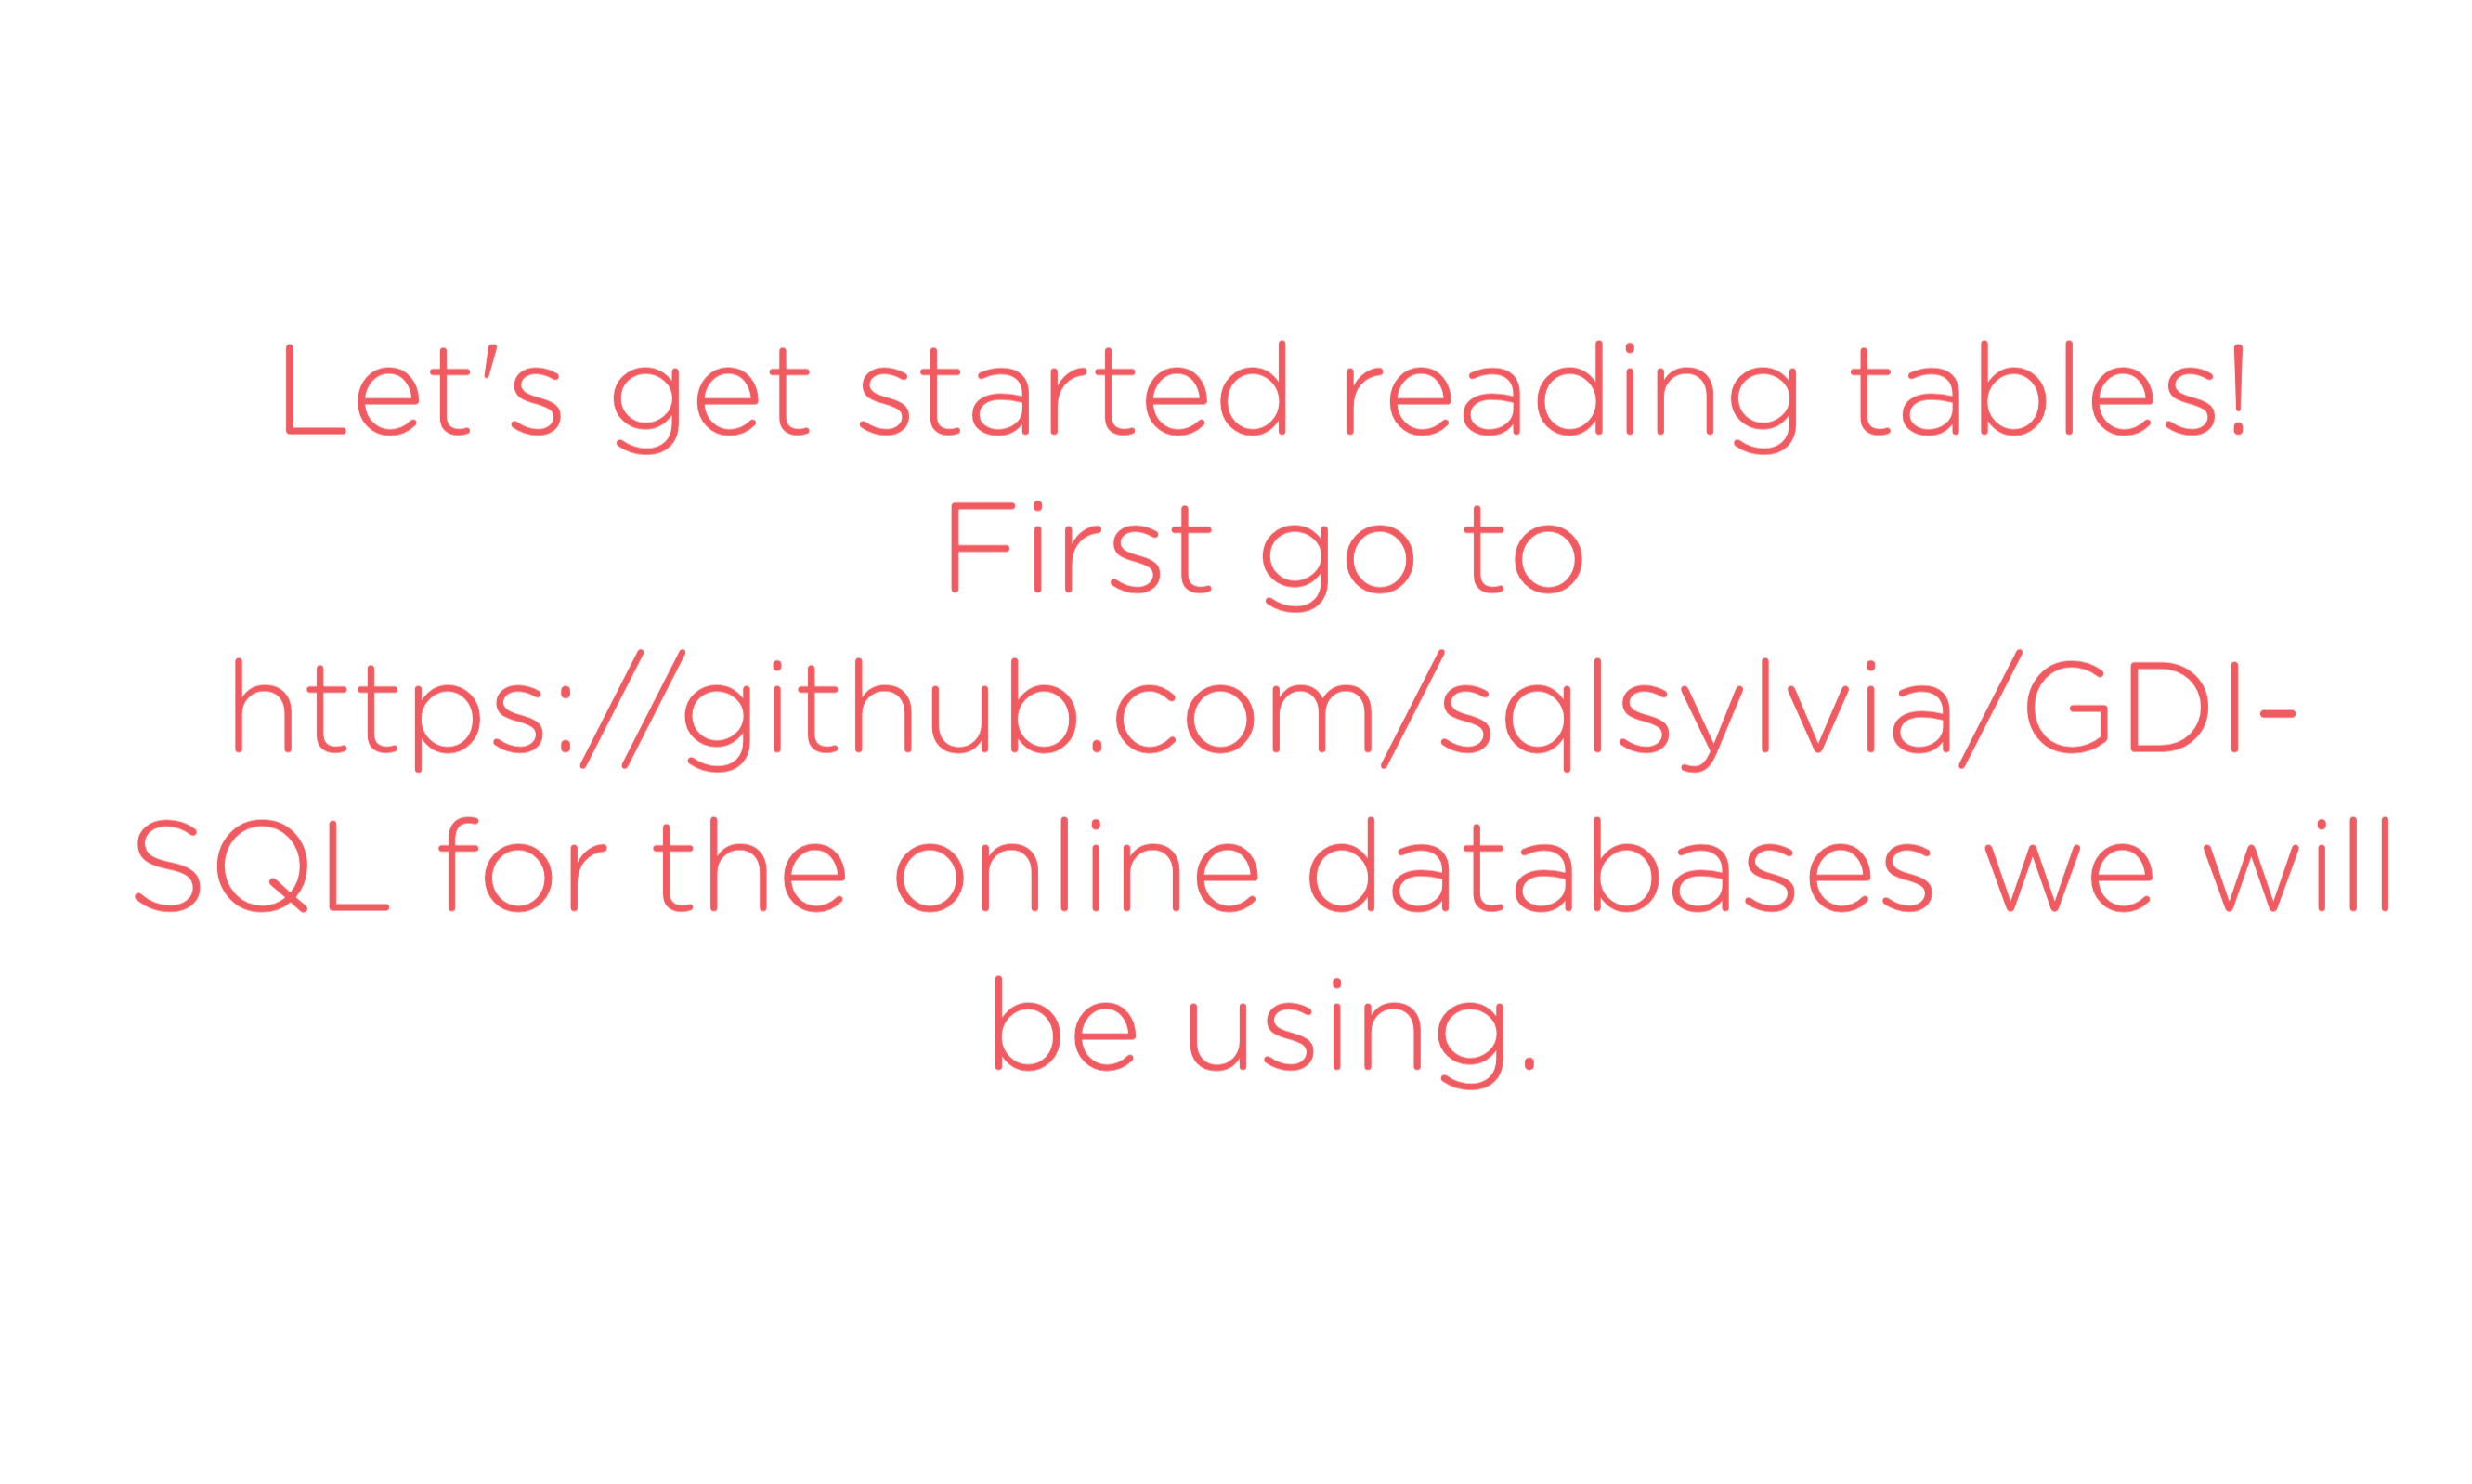 Let's get started reading tables!
First go to
https://github.com/sqlsylvia/GDI-
SQL for the online databases we will
be using.